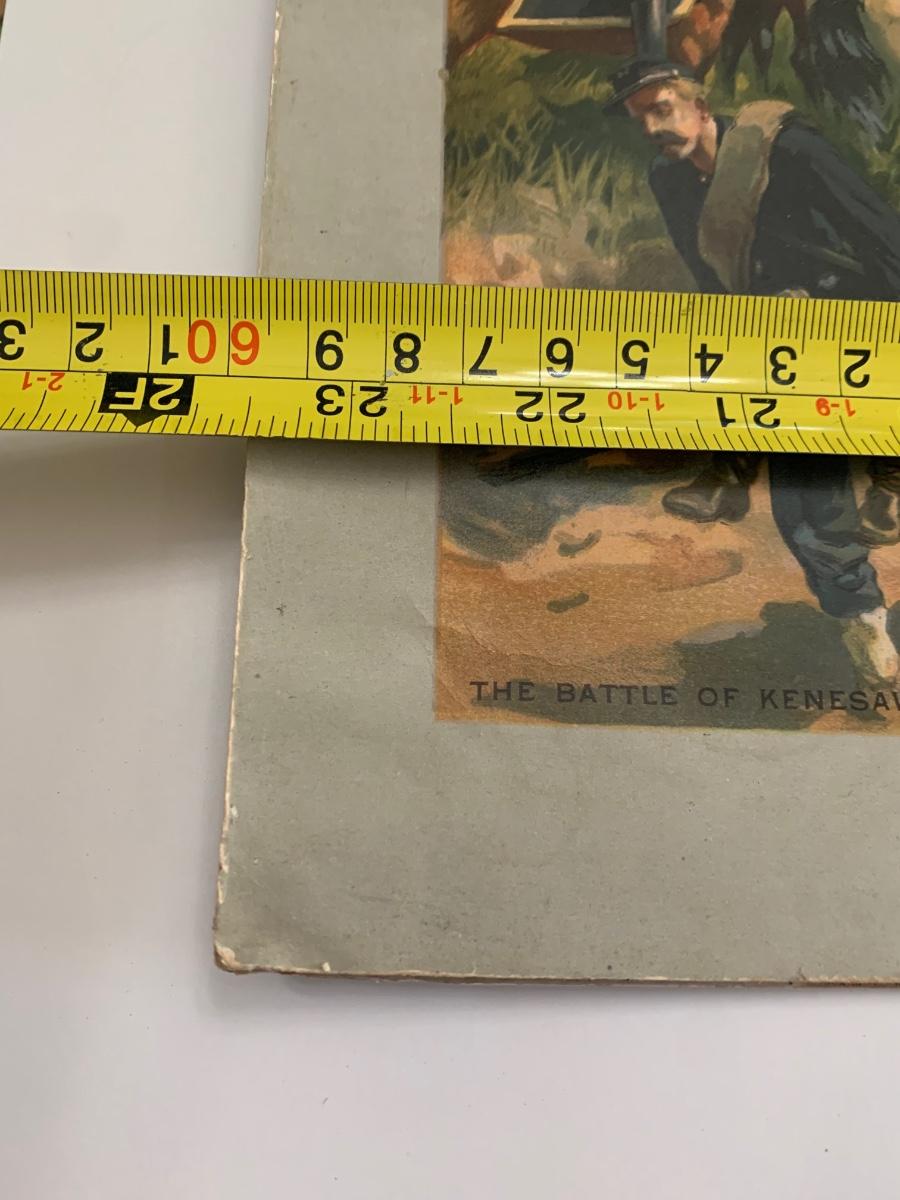 3 2 1 60 9 8 7 6 5 4 3 2
2-1 2F 23 1-11 22 1-10 21 1-9
THE BATTLE OF KENESAW